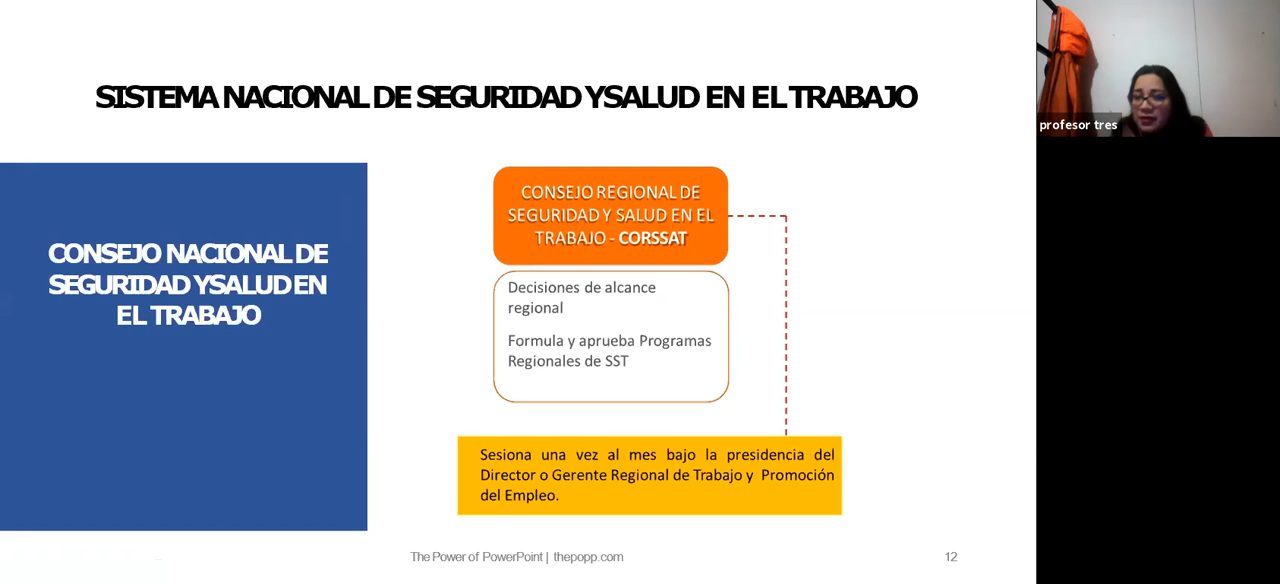 SISTEMA NACIONAL DE SEGURIDAD Y SALUD EN EL TRABAJO
profesor tres
CONSEJO NACIONAL DE
SEGURIDAD Y SALUD EN
EL TRABAJO
CONSEJO REGIONAL DE
SEGURIDAD Y SALUD EN EL
TRABAJO - CORSSAT
Decisiones de alcance
regional
Formula y aprueba Programas
Regionales de SST
Sesiona una vez al mes bajo la presidencia del
Director o Gerente Regional de Trabajo y Promoción
del Empleo.
The Power of PowerPoint | thepopp.com
12